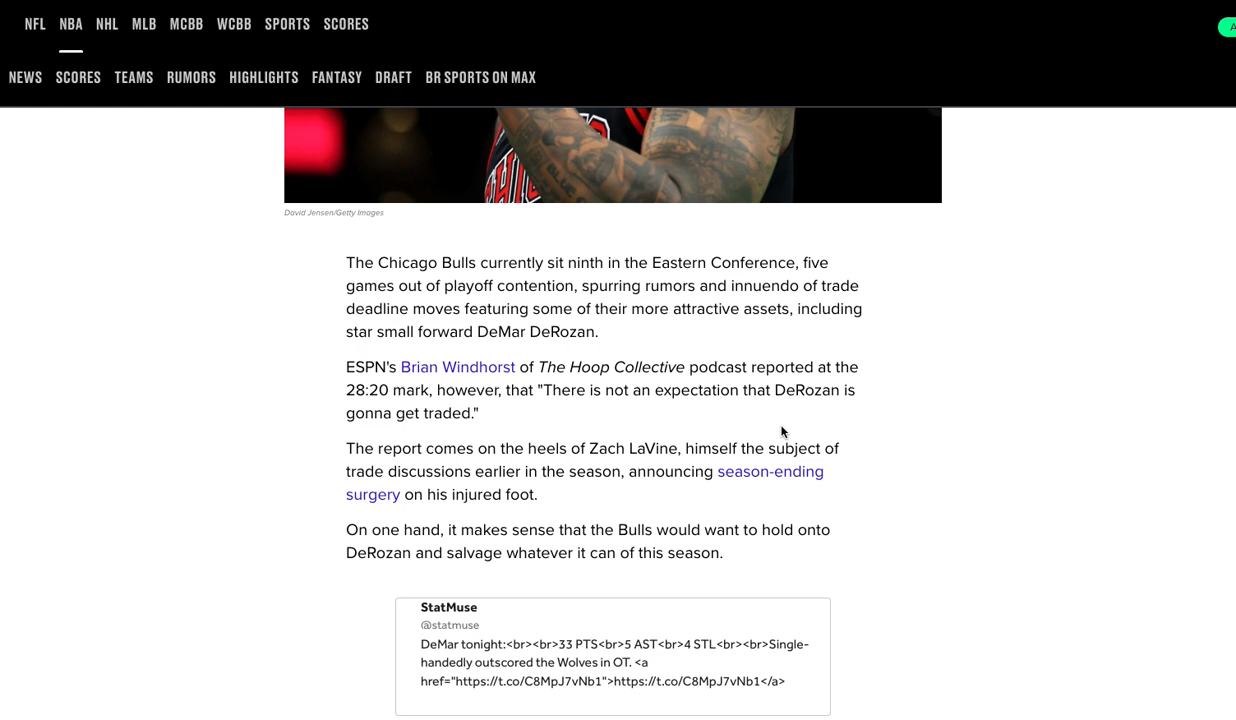 NFL NBA NHL MLB MCBB WCBB SPORTS SCORES
A
NEWS SCORES TEAMS RUMORS HIGHLIGHTS FANTASY DRAFT BR SPORTS ON MAX
David Jensen/Getty Images
The Chicago Bulls currently sit ninth in the Eastern Conference, five
games out of playoff contention, spurring rumors and innuendo of trade
deadline moves featuring some of their more attractive assets, including
star small forward DeMar DeRozan.
ESPN's Brian Windhorst of The Hoop Collective podcast reported at the
28:20 mark, however, that "There is not an expectation that DeRozan is
gonna get traded."
The report comes on the heels of Zach LaVine, himself the subject of
trade discussions earlier in the season, announcing season-ending
surgery on his injured foot.
On one hand, it makes sense that the Bulls would want to hold onto
DeRozan and salvage whatever it can of this season.
StatMuse
@statmuse
DeMar tonight:<br><br>33 PTS<br>5 AST<br>4 STL<br><br>Single-
handedly outscored the Wolves in OT. <a
href="https://t.co/C8MpJ7vNb1">https://t.co/C8MpJ7vNb1</a>